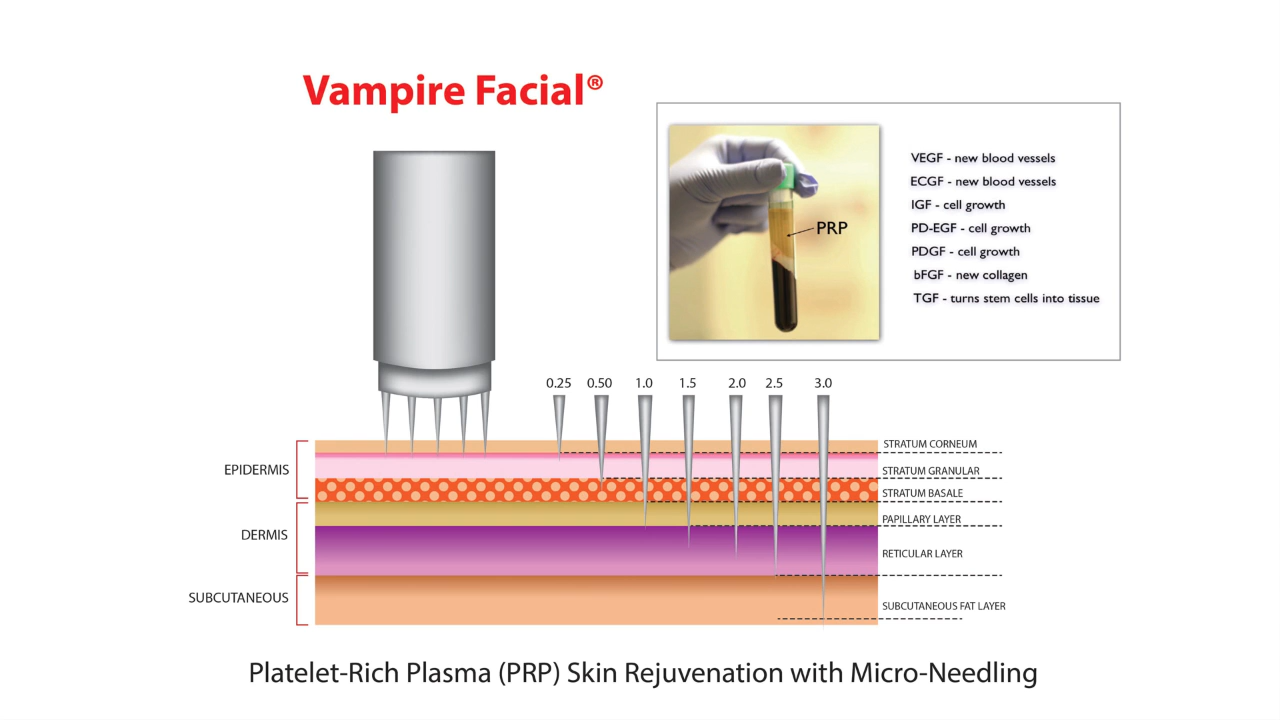 Vampire Facial®
PRP
VEGF - new blood vessels
ECGF - new blood vessels
IGF - cell growth
PD-EGF - cell growth
PDGF - cell growth
bFGF - new collagen
TGF - turns stem cells into tissue
0.25 0.50 1.0 1.5 2.0 2.5 3.0
EPIDERMIS
DERMIS
SUBCUTANEOUS
STRATUM CORNEUM
STRATUM GRANULAR
STRATUM BASALE
PAPILLARY LAYER
RETICULAR LAYER
SUBCUTANEOUS FAT LAYER
Platelet-Rich Plasma (PRP) Skin Rejuvenation with Micro-Needling